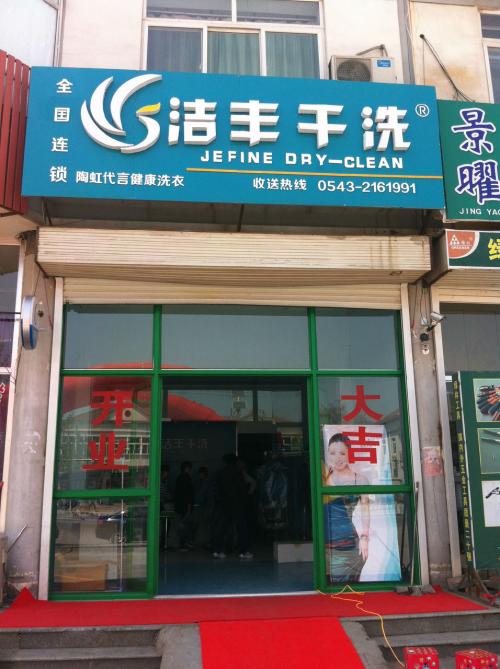 全国连锁
洁丰干洗®
JEFINE DRY-CLEAN
陶虹代言健康洗衣
收送热线 0543-2161991
景
曜
JING YAO
开业
大吉
洁丰干洗